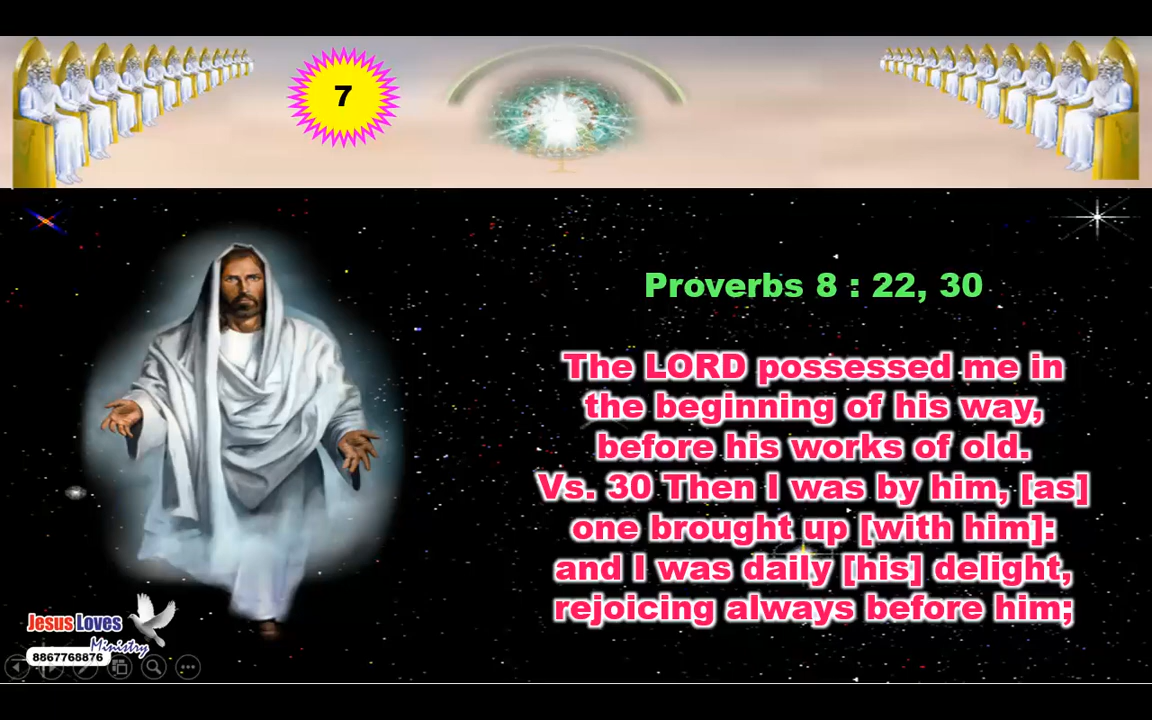 7
Proverbs 8 : 22, 30
The LORD possessed me in
the beginning of his way,
before his works of old.
Vs. 30 Then I was by him, [as]
one brought up [with him]:
and I was daily [his] delight,
rejoicing always before him;
Jesus Loves
Ministry
8867768876